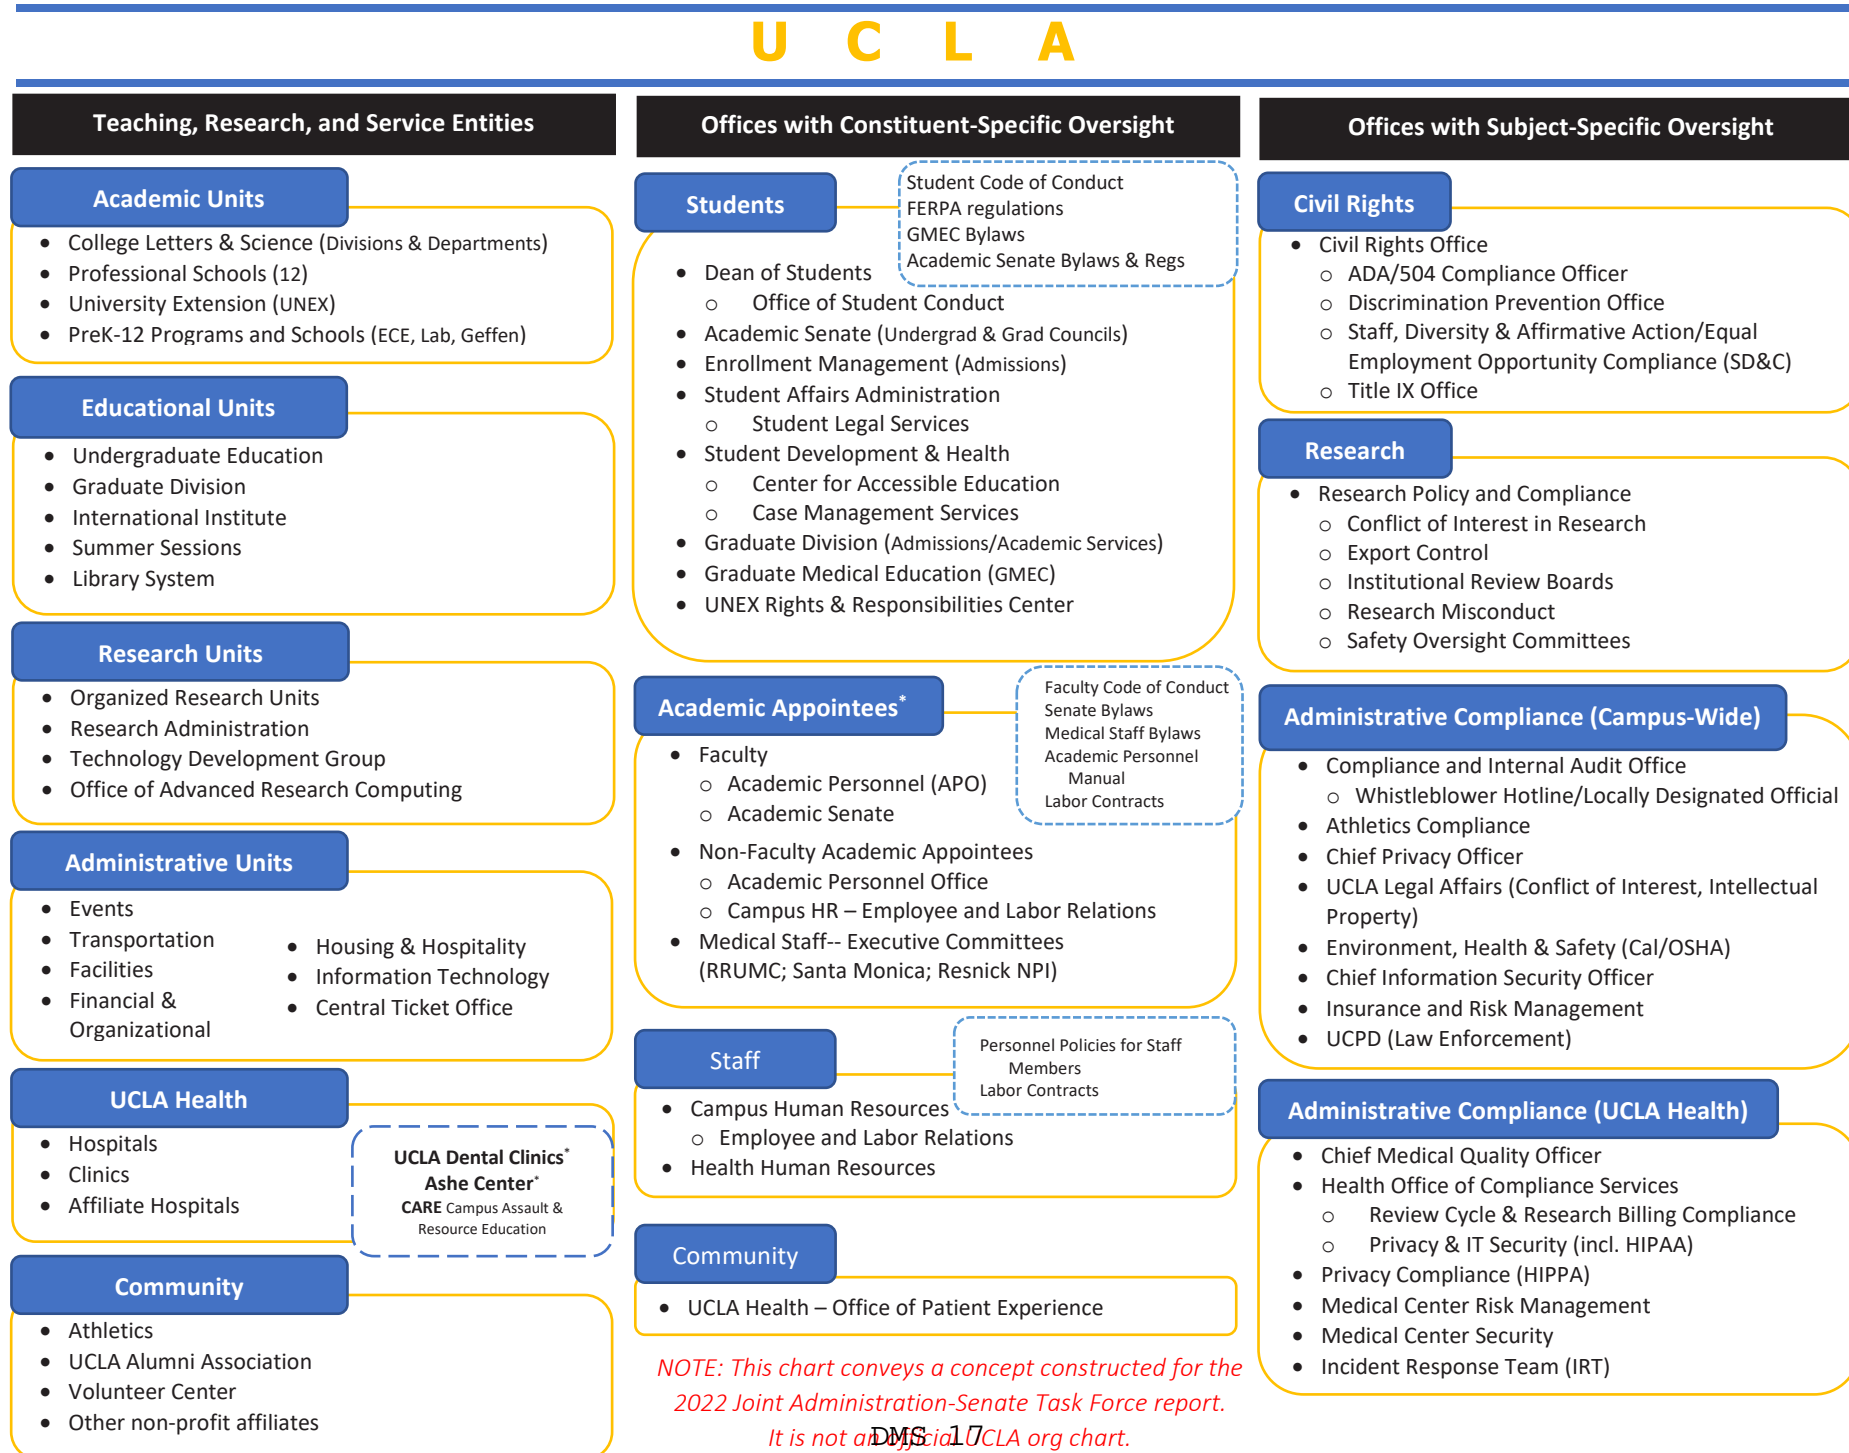 U C L A
Teaching, Research, and Service Entities
Academic Units
• College Letters & Science (Divisions & Departments)
• Professional Schools (12)
• University Extension (UNEX)
• PreK-12 Programs and Schools (ECE, Lab, Geffen)
Educational Units
• Undergraduate Education
• Graduate Division
• International Institute
• Summer Sessions
• Library System
Research Units
• Organized Research Units
• Research Administration
• Technology Development Group
• Office of Advanced Research Computing
Administrative Units
• Events
• Transportation
• Facilities
• Financial &
Organizational
• Housing & Hospitality
• Information Technology
• Central Ticket Office
UCLA Health
• Hospitals
• Clinics
• Affiliate Hospitals
UCLA Dental Clinics*
Ashe Center*
CARE Campus Assault &
Resource Education
Community
• Athletics
• UCLA Alumni Association
• Volunteer Center
• Other non-profit affiliates
Offices with Constituent-Specific Oversight
Students
Student Code of Conduct
FERPA regulations
GMEC Bylaws
Academic Senate Bylaws & Regs
• Dean of Students
o Office of Student Conduct
• Academic Senate (Undergrad & Grad Councils)
• Enrollment Management (Admissions)
• Student Affairs Administration
o Student Legal Services
• Student Development & Health
o Center for Accessible Education
o Case Management Services
• Graduate Division (Admissions/Academic Services)
• Graduate Medical Education (GMEC)
• UNEX Rights & Responsibilities Center
Academic Appointees*
Faculty Code of Conduct
Senate Bylaws
Medical Staff Bylaws
Academic Personnel
Manual
Labor Contracts
• Faculty
o Academic Personnel (APO)
o Academic Senate
• Non-Faculty Academic Appointees
o Academic Personnel Office
o Campus HR – Employee and Labor Relations
• Medical Staff-- Executive Committees
(RRUMC; Santa Monica; Resnick NPI)
Staff
Personnel Policies for Staff
Members
Labor Contracts
• Campus Human Resources
o Employee and Labor Relations
• Health Human Resources
Community
• UCLA Health – Office of Patient Experience
NOTE: This chart conveys a concept constructed for the
2022 Joint Administration-Senate Task Force report.
It is not an official UCLA org chart.
DMS 17
Offices with Subject-Specific Oversight
Civil Rights
• Civil Rights Office
o ADA/504 Compliance Officer
o Discrimination Prevention Office
o Staff, Diversity & Affirmative Action/Equal
Employment Opportunity Compliance (SD&C)
o Title IX Office
Research
• Research Policy and Compliance
o Conflict of Interest in Research
o Export Control
o Institutional Review Boards
o Research Misconduct
o Safety Oversight Committees
Administrative Compliance (Campus-Wide)
• Compliance and Internal Audit Office
o Whistleblower Hotline/Locally Designated Official
• Athletics Compliance
• Chief Privacy Officer
• UCLA Legal Affairs (Conflict of Interest, Intellectual
Property)
• Environment, Health & Safety (Cal/OSHA)
• Chief Information Security Officer
• Insurance and Risk Management
• UCPD (Law Enforcement)
Administrative Compliance (UCLA Health)
• Chief Medical Quality Officer
• Health Office of Compliance Services
o Review Cycle & Research Billing Compliance
o Privacy & IT Security (incl. HIPAA)
• Privacy Compliance (HIPPA)
• Medical Center Risk Management
• Medical Center Security
• Incident Response Team (IRT)